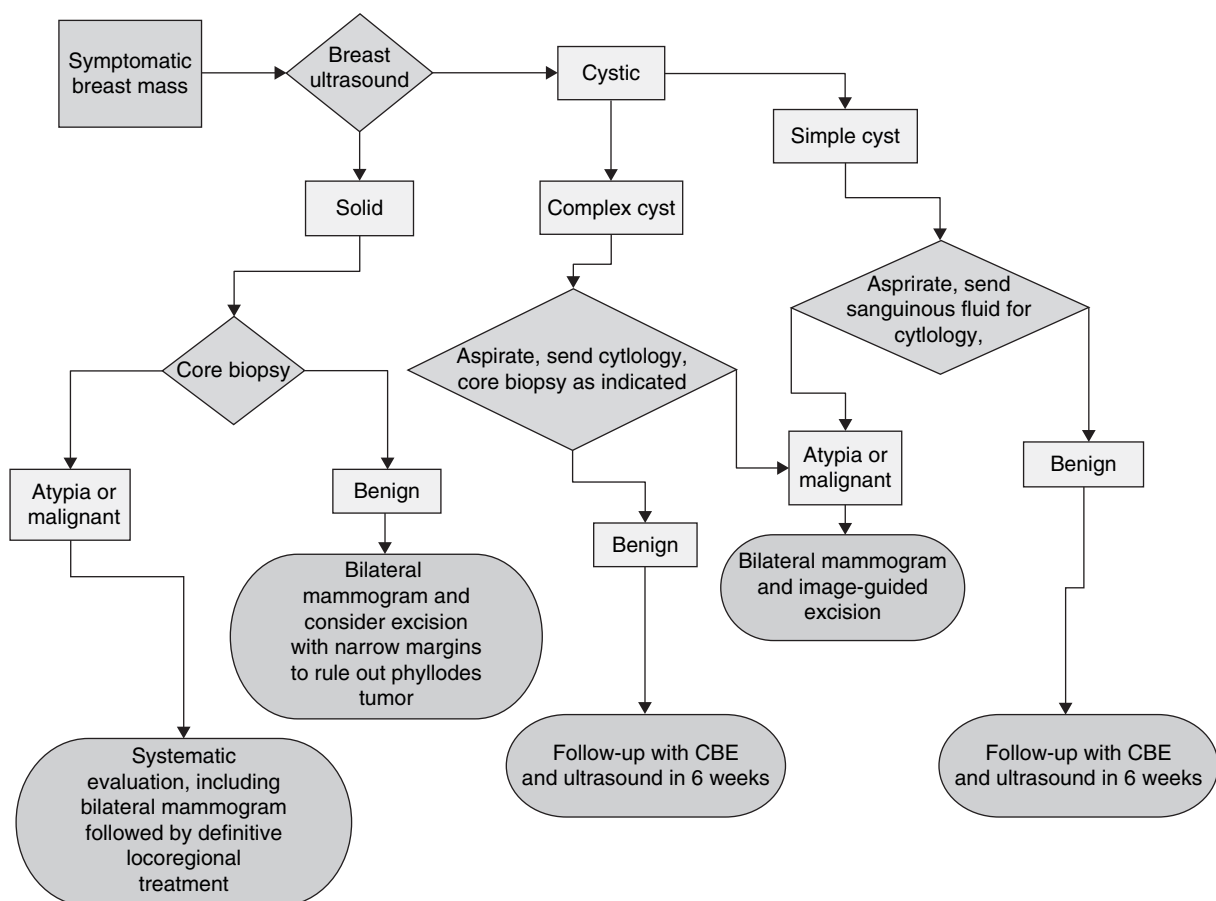 Symptomatic
breast mass
Breast
ultrasound
Cystic
Simple cyst
Solid
Complex cyst
Asprirate, send
sanguinous fluid for
cytlology,
Aspirate, send cytlology,
core biopsy as indicated
Core biopsy
Atypia or
malignant
Benign
Benign
Atypia or
malignant
Benign
Bilateral
mammogram and
consider excision
with narrow margins
to rule out phyllodes
tumor
Bilateral mammogram
and image-guided
excision
Systematic
evaluation, including
bilateral mammogram
followed by definitive
locoregional
treatment
Follow-up with CBE
and ultrasound in 6 weeks
Follow-up with CBE
and ultrasound in 6 weeks